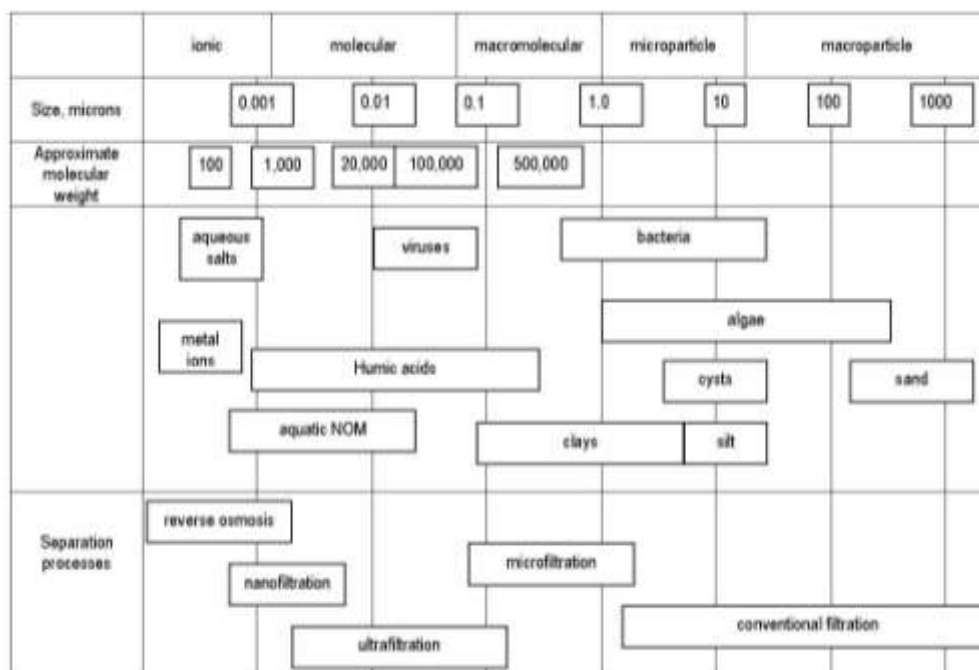 ionic molecular macromolecular microparticle macroparticle
Size, microns 0.001 0.01 0.1 1.0 10 100 1000
Approximate
molecular
weight
100 1,000 20,000 100,000 500,000
aqueous
salts
viruses
bacteria
algae
metal
ions
Humic acids
cysts
sand
aquatic NOM
clays
silt
Separation
processes
reverse osmosis
microfiltration
nanofiltration
conventional filtration
ultrafiltration